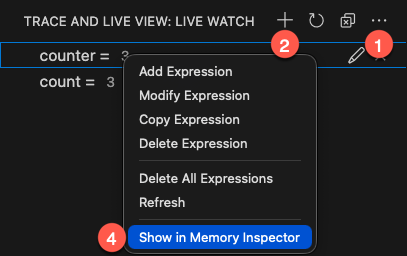 TRACE AND LIVE VIEW: LIVE WATCH
2
1
counter = 3
count = 3
Add Expression
Modify Expression
Copy Expression
Delete Expression
Delete All Expressions
Refresh
4
Show in Memory Inspector